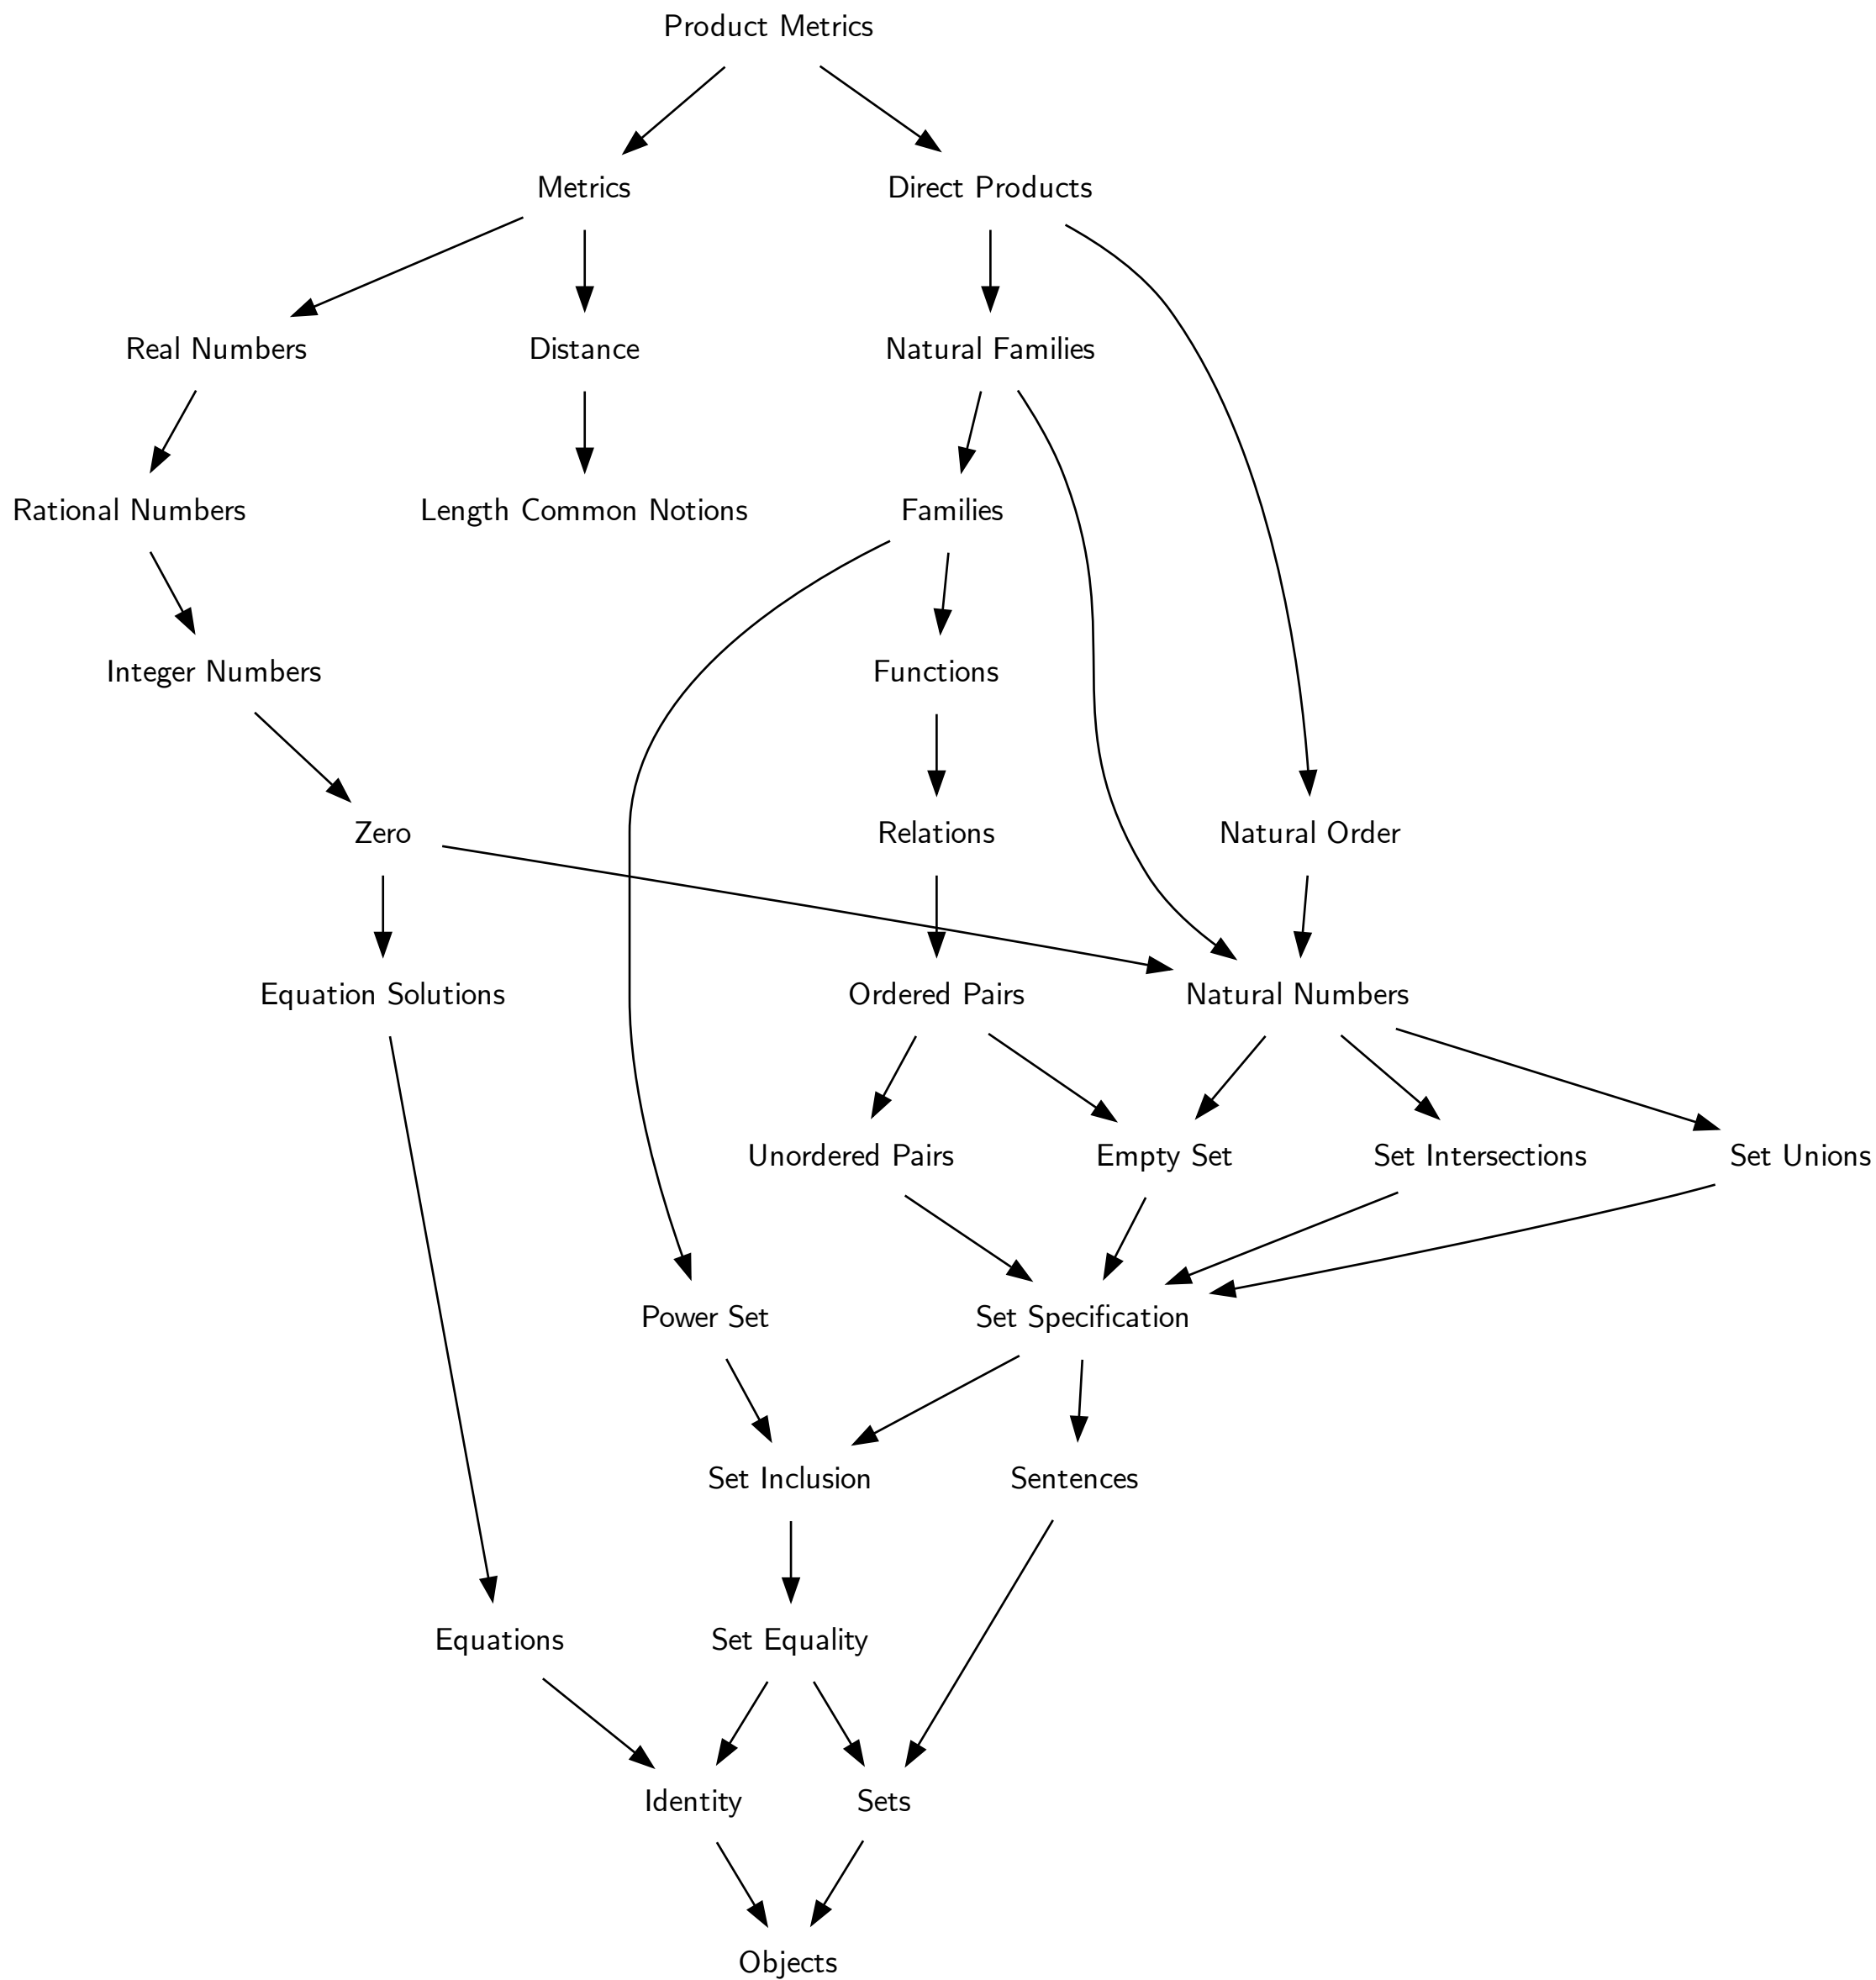 Product Metrics
Metrics
Direct Products
Real Numbers
Distance
Natural Families
Rational Numbers
Length Common Notions
Families
Integer Numbers
Functions
Zero
Relations
Natural Order
Equation Solutions
Ordered Pairs
Natural Numbers
Unordered Pairs
Empty Set
Set Intersections
Set Unions
Power Set
Set Specification
Set Inclusion
Sentences
Equations
Set Equality
Identity
Sets
Objects